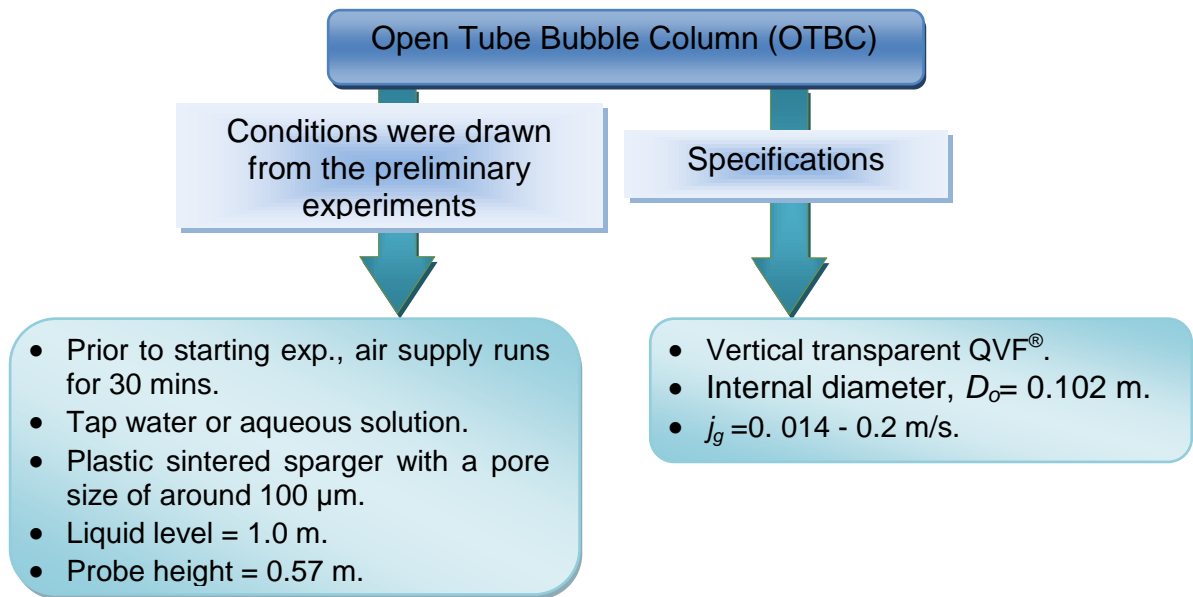 Open Tube Bubble Column (OTBC)
Conditions were drawn
from the preliminary
experiments
Specifications
• Prior to starting exp., air supply runs
for 30 mins.
• Tap water or aqueous solution.
• Plastic sintered sparger with a pore
size of around 100 µm.
• Liquid level = 1.0 m.
• Probe height = 0.57 m.
• Vertical transparent QVF®.
• Internal diameter, Do= 0.102 m.
• jg =0. 014 - 0.2 m/s.